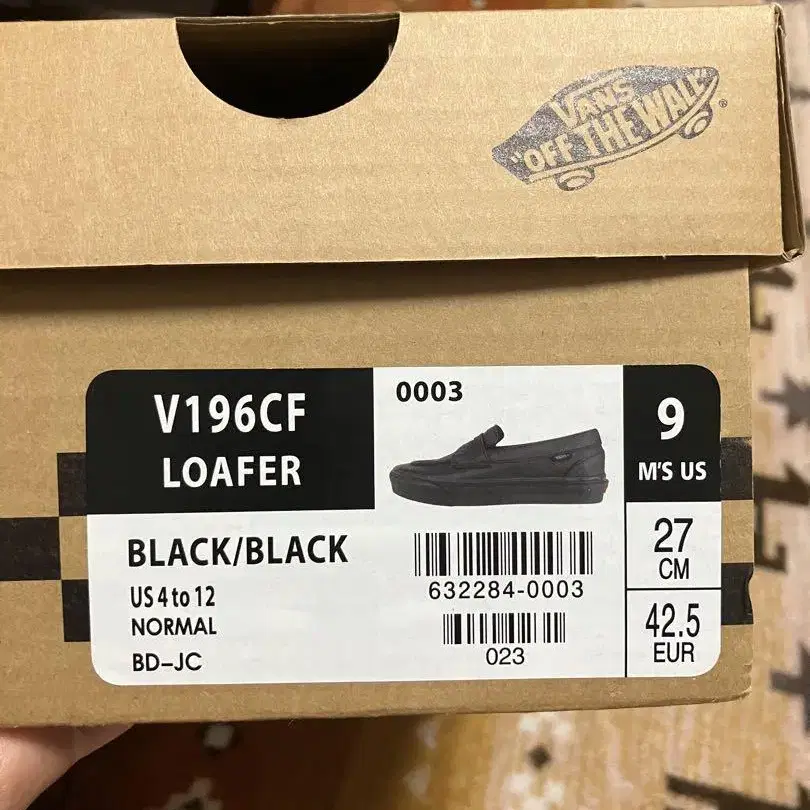 VANS
"OFF THE WALL"
®
V196CF
LOAFER
0003
9
M'S US
BLACK/BLACK
US 4 to 12
NORMAL
BD-JC
632284-0003
023
27
CM
42.5
EUR